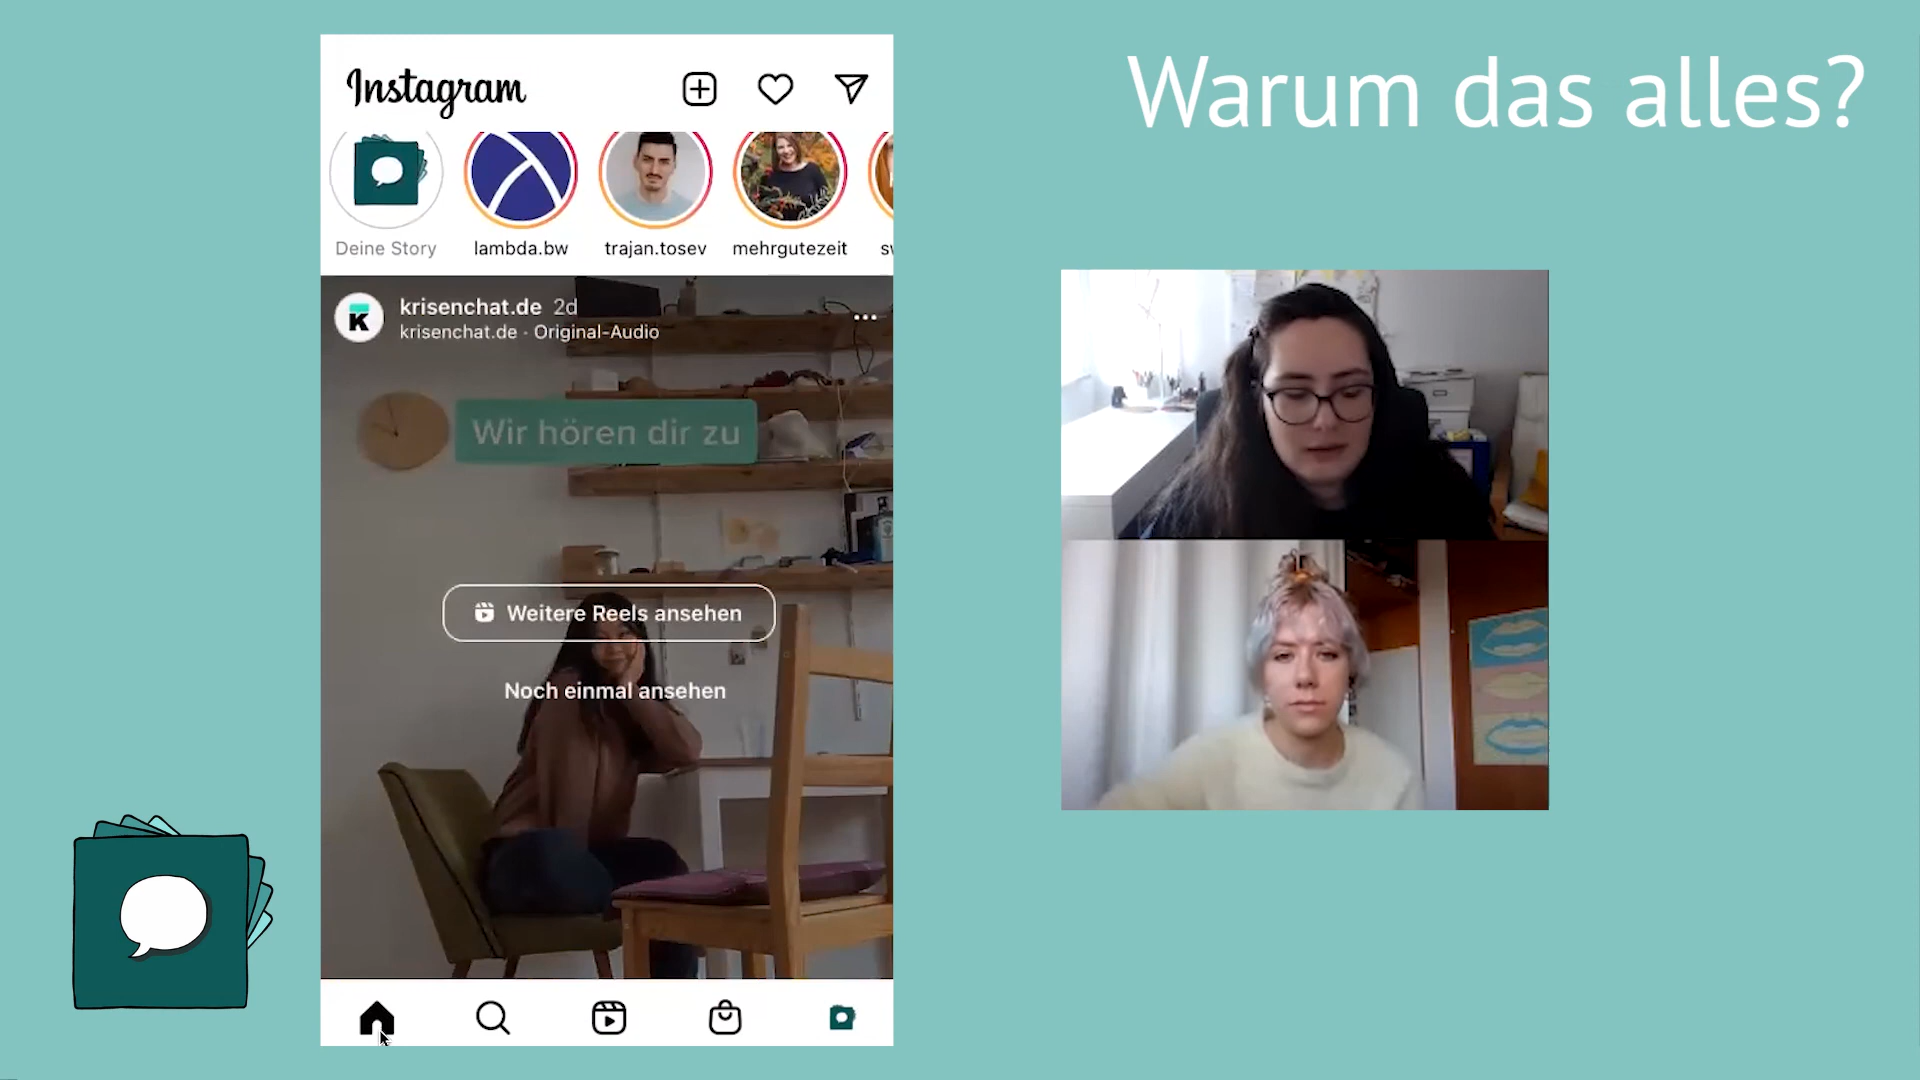 Warum das alles?
Instagram
Deine Story
lambda.bw
trajan.tosev
mehrgutezeit
krisenchat.de 2d
krisenchat.de · Original-Audio
K
Wir hören dir zu
Weitere Reels ansehen
Noch einmal ansehen